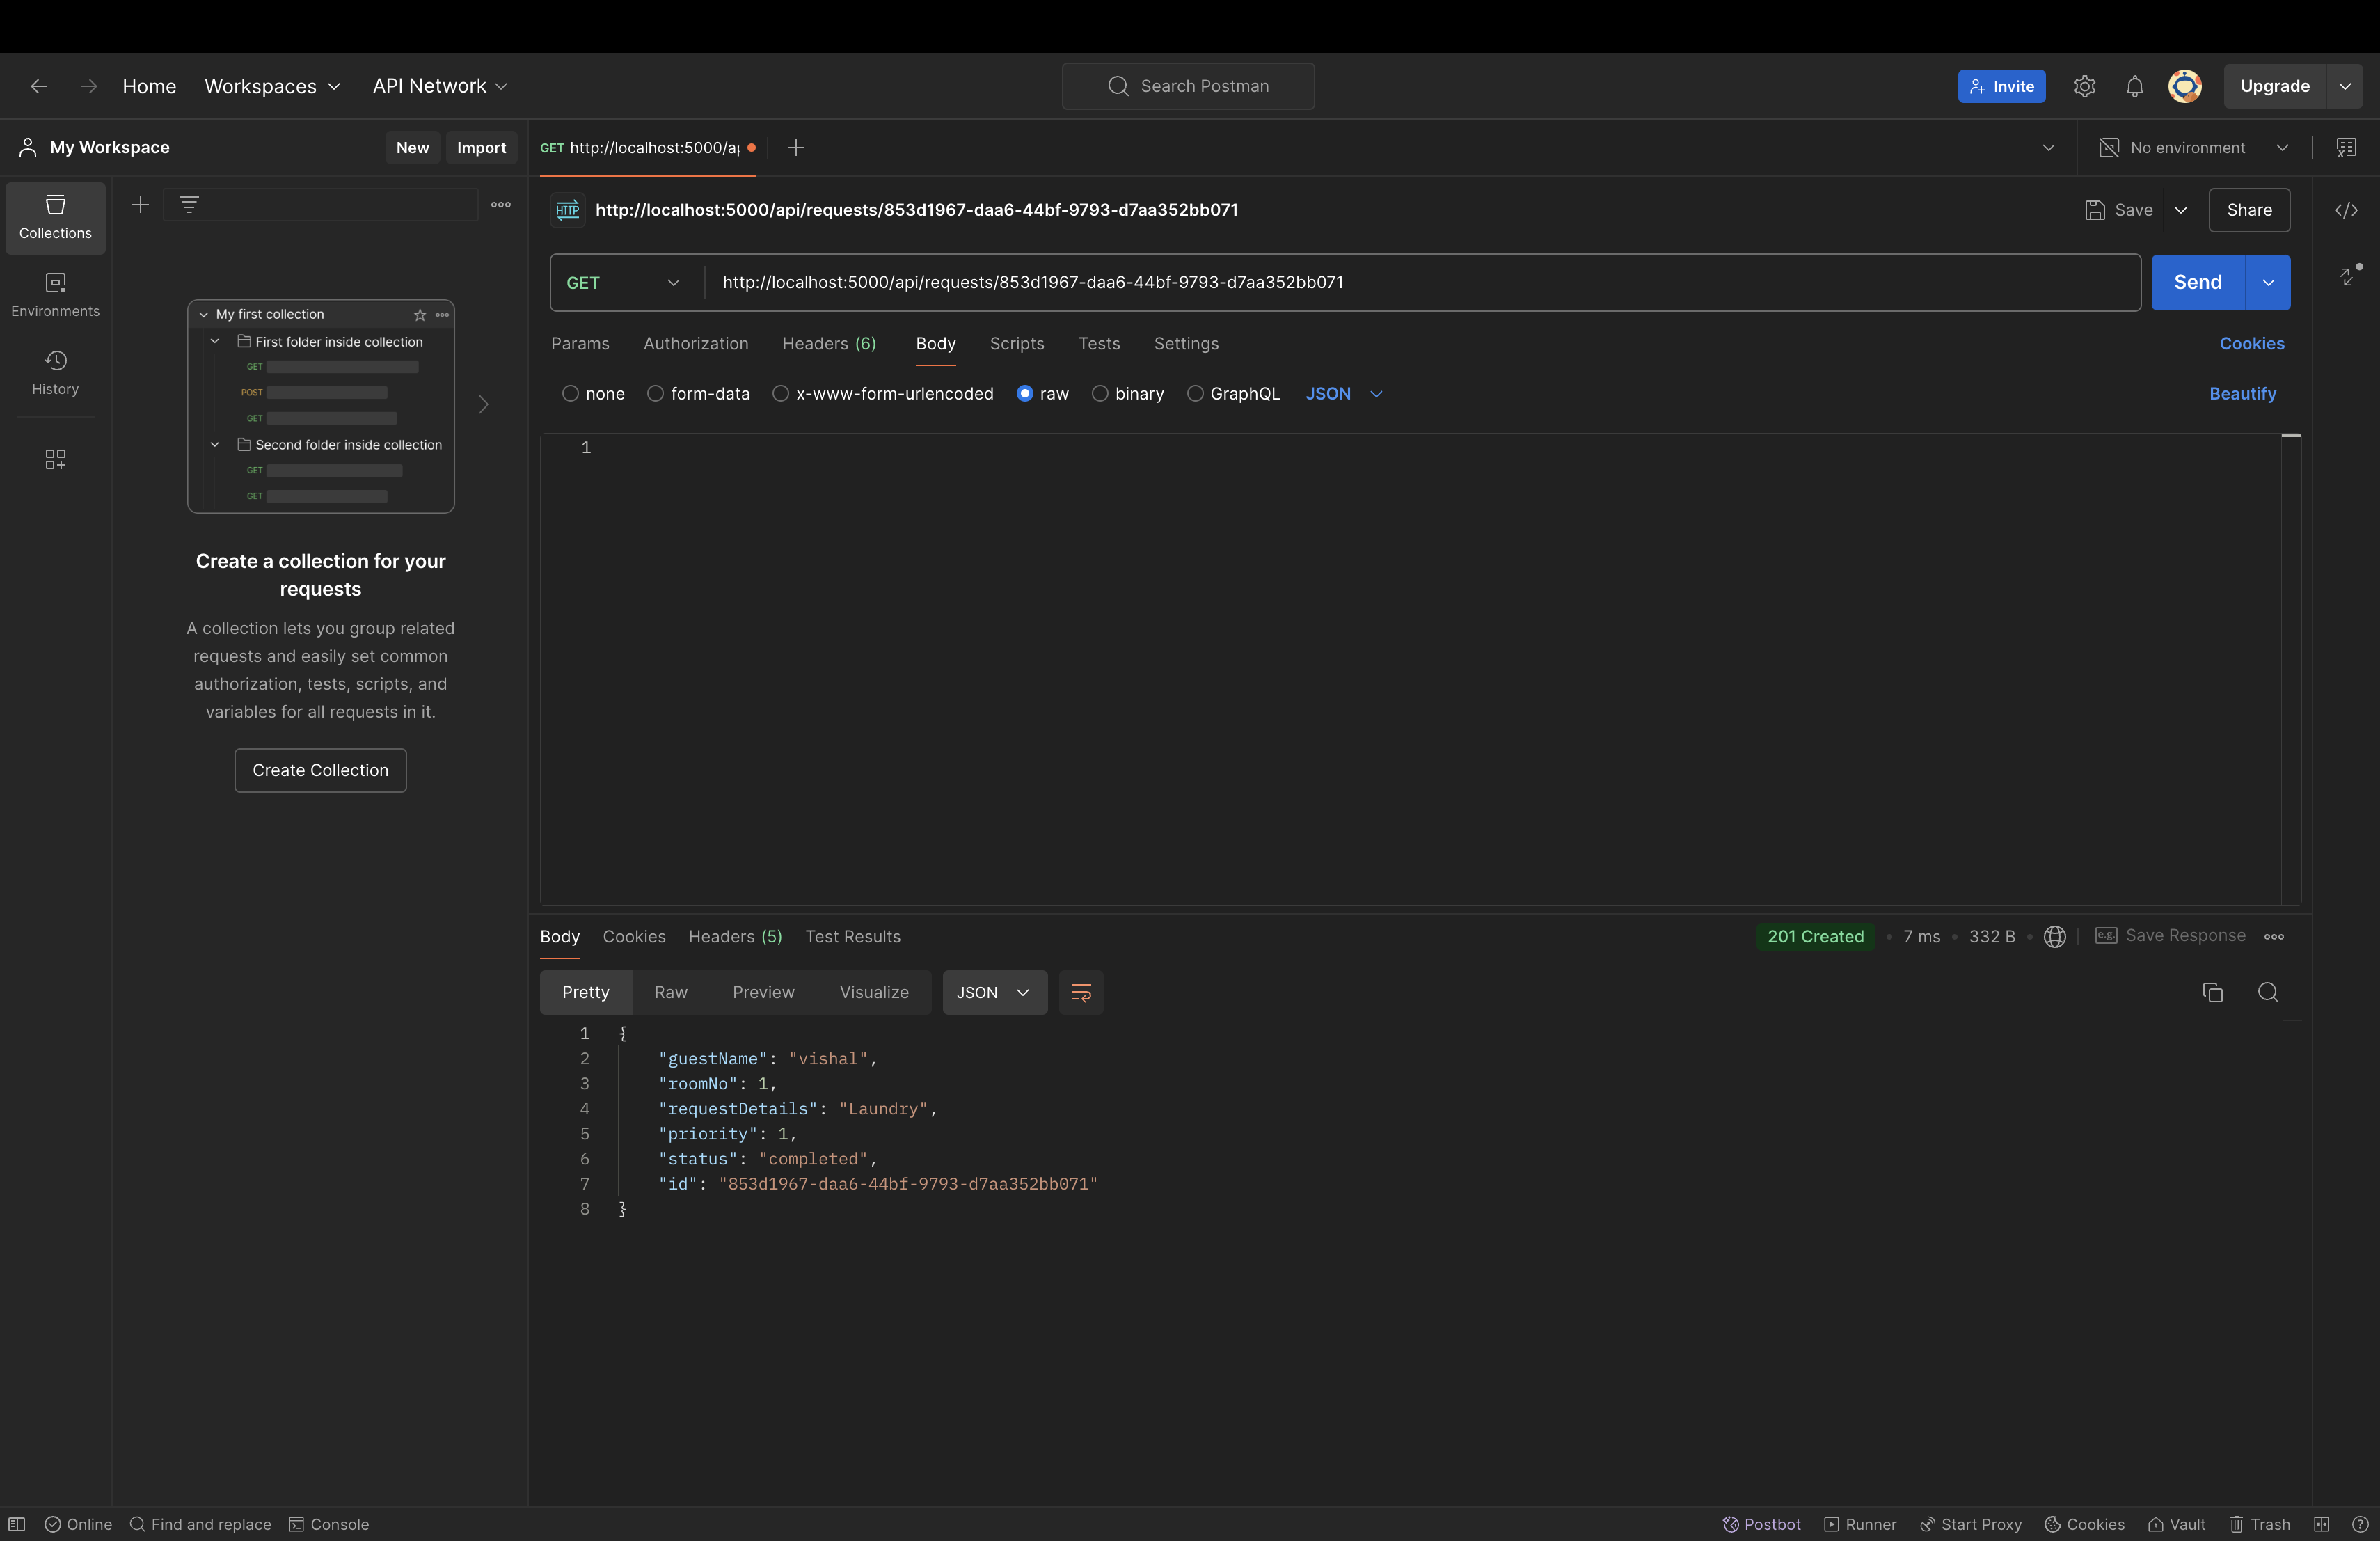 Home Workspaces API Network Search Postman Invite Upgrade
My Workspace New Import GET http://localhost:5000/ap No environment
Collections
Environments
History
My first collection
First folder inside collection
GET
POST
GET
Second folder inside collection
GET
GET
Create a collection for your
requests
A collection lets you group related
requests and easily set common
authorization, tests, scripts, and
variables for all requests in it.
Create Collection
HTTP http://localhost:5000/api/requests/853d1967-daa6-44bf-9793-d7aa352bb071 Save Share
GET http://localhost:5000/api/requests/853d1967-daa6-44bf-9793-d7aa352bb071 Send
Params Authorization Headers (6) Body Scripts Tests Settings Cookies
none form-data x-www-form-urlencoded raw binary GraphQL JSON Beautify
1
Body Cookies Headers (5) Test Results 201 Created 7 ms 332 B e.g. Save Response
Pretty Raw Preview Visualize JSON
1 {
2 "guestName": "vishal",
3 "roomNo": 1,
4 "requestDetails": "Laundry",
5 "priority": 1,
6 "status": "completed",
7 "id": "853d1967-daa6-44bf-9793-d7aa352bb071"
8 }
Online Find and replace Console Postbot Runner Start Proxy Cookies Vault Trash